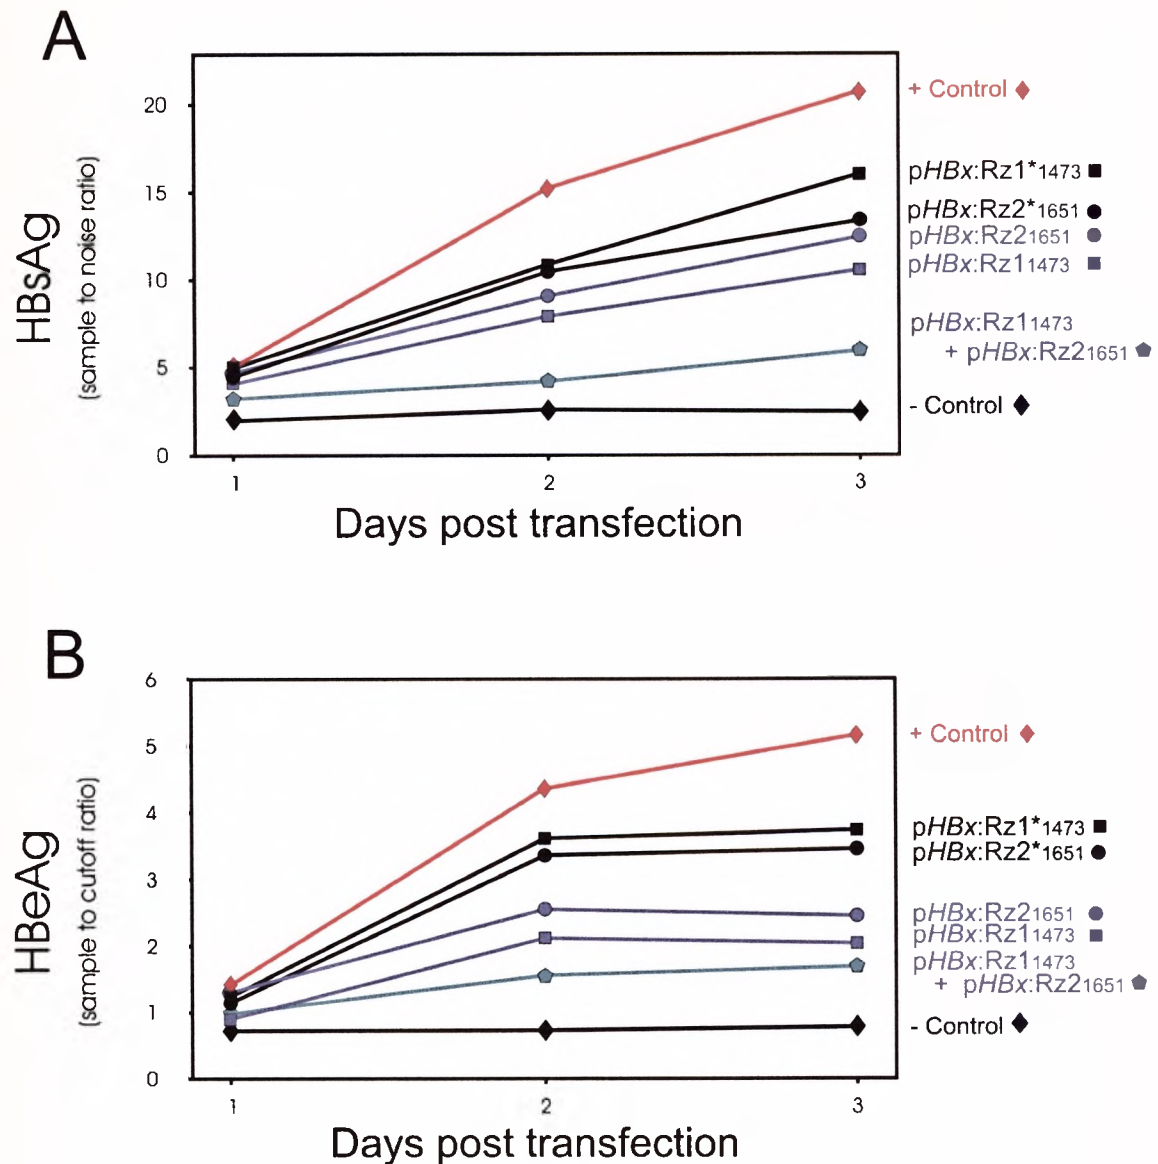 A
HBsAg
(sample to noise ratio)
20
15
10
5
0
1 2 3
Days post transfection
+ Control
pHBx:Rz1*1473
pHBx:Rz2*1651
pHBx:Rz21651
pHBx:Rz11473
pHBx:Rz11473
+ pHBx:Rz21651
- Control
B
HBeAg
(sample to cutoff ratio)
6
5
4
3
2
1
0
1 2 3
Days post transfection
+ Control
pHBx:Rz1*1473
pHBx:Rz2*1651
pHBx:Rz21651
pHBx:Rz11473
pHBx:Rz11473
+ pHBx:Rz21651
- Control